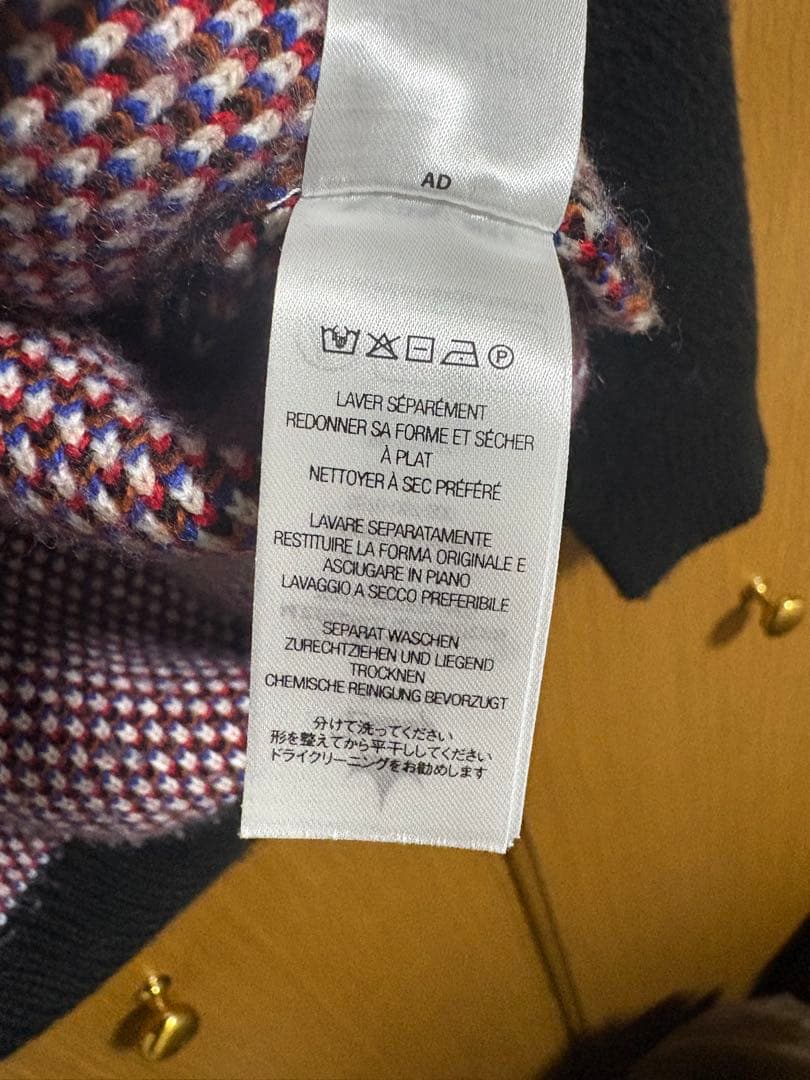 AD
P
LAVER SÉPARÉMENT
REDONNER SA FORME ET SÉCHER
À PLAT
NETTOYER À SEC PRÉFÉRÉ
LAVARE SEPARATAMENTE
RESTITUIRE LA FORMA ORIGINALE E
ASCIUGARE IN PIANO
LAVAGGIO A SECCO PREFERIBILE
SEPARAT WASCHEN
ZURECHTZIEHEN UND LIEGEND
TROCKNEN
CHEMISCHE REINIGUNG BEVORZUGT
分けて洗ってください
形を整えてから平干ししてください
ドライクリーニングをお勧めします